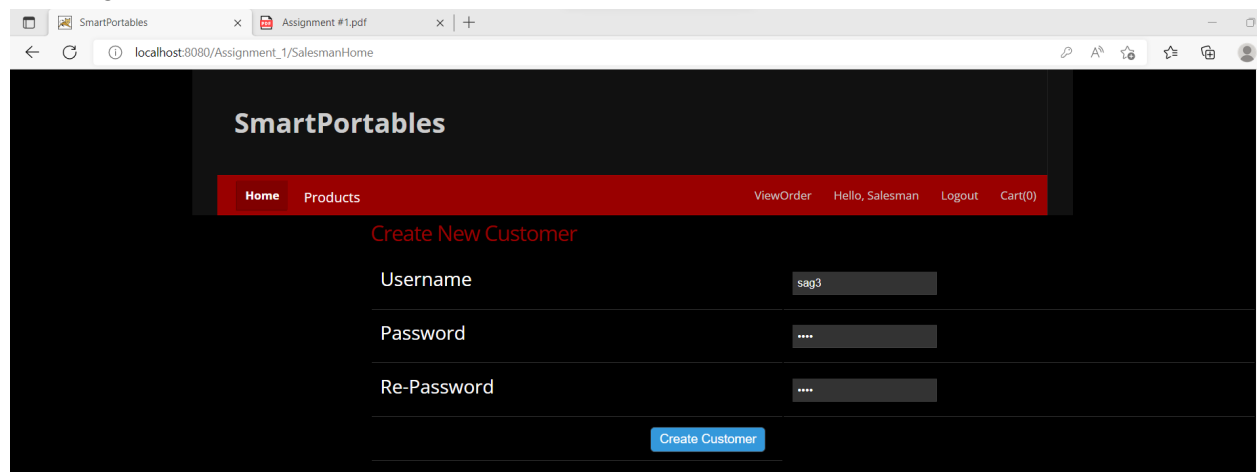 SmartPortables
Assignment #1.pdf
localhost:8080/Assignment_1/SalesmanHome
SmartPortables
Home Products ViewOrder Hello, Salesman Logout Cart(0)
Create New Customer
Username sag3
Password ••••
Re-Password ••••
Create Customer